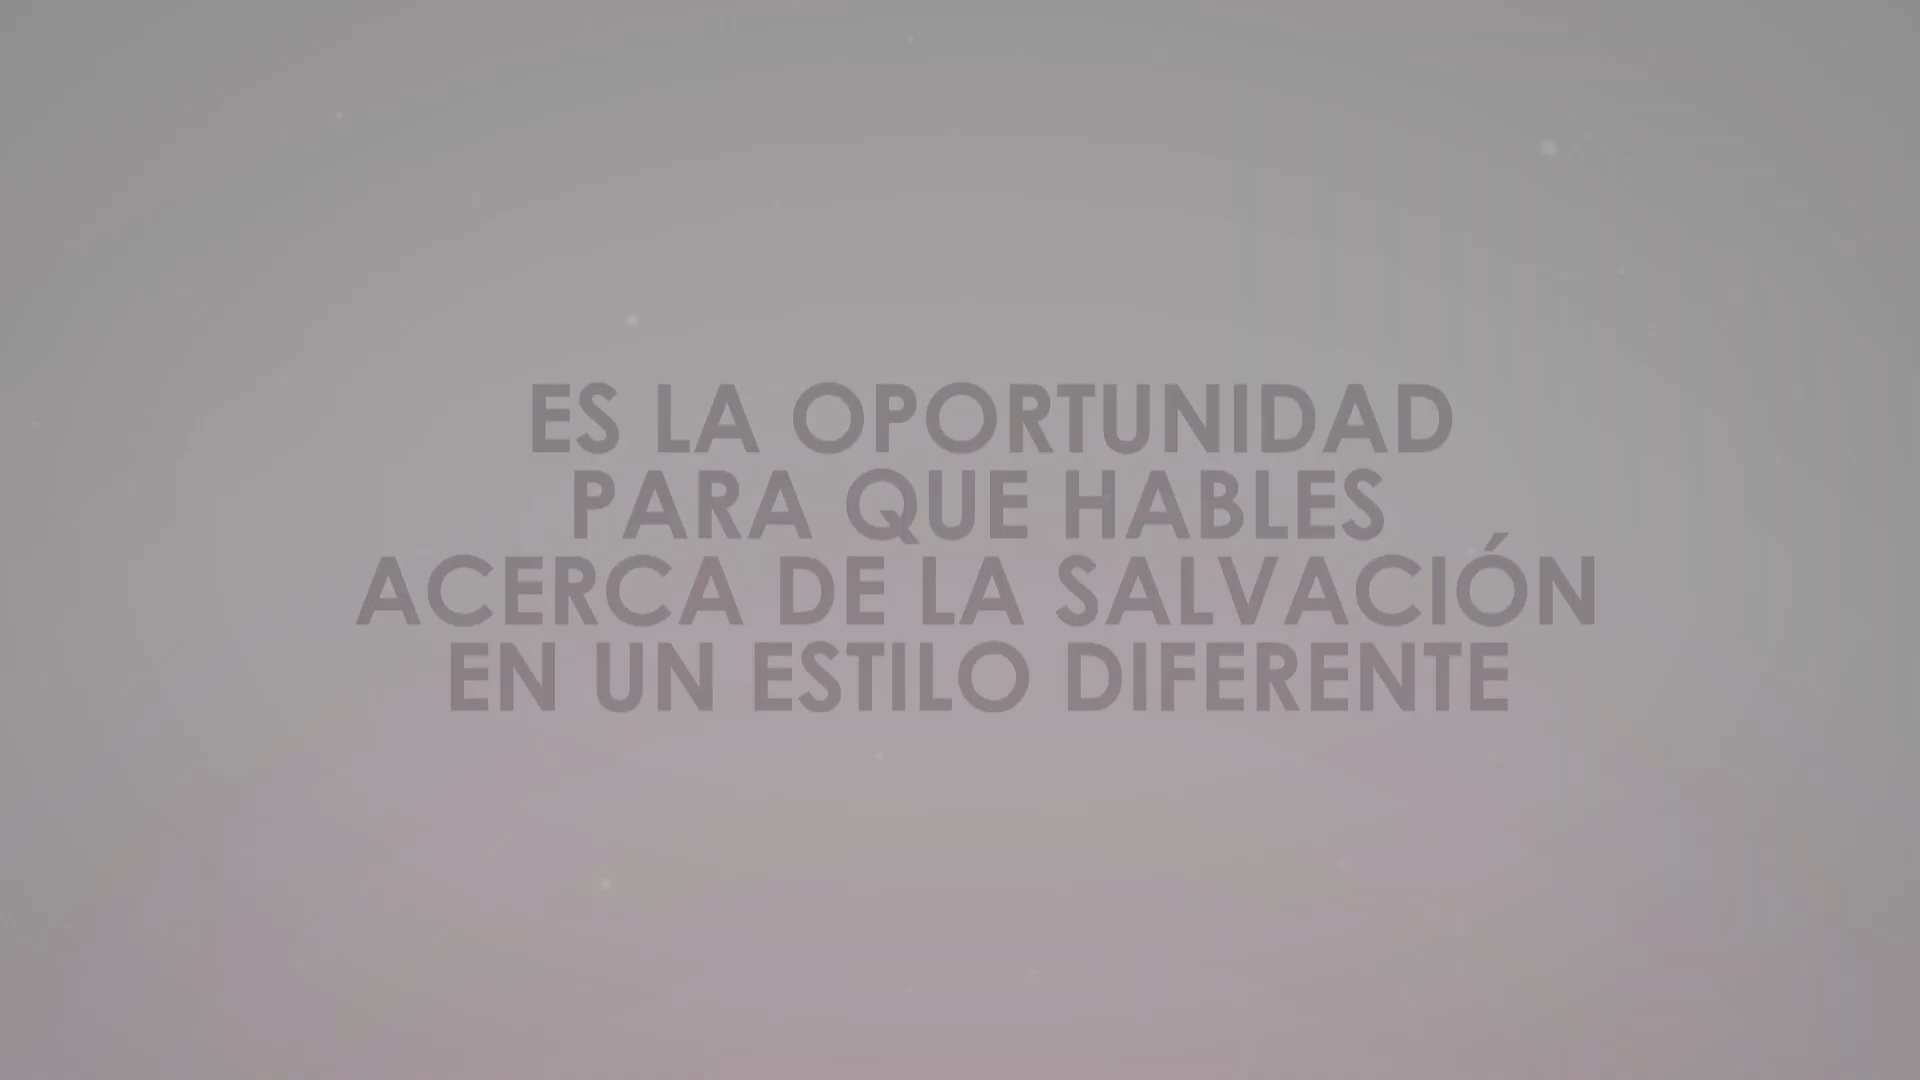 ES LA OPORTUNIDAD
PARA QUE HABLES
ACERCA DE LA SALVACIÓN
EN UN ESTILO DIFERENTE